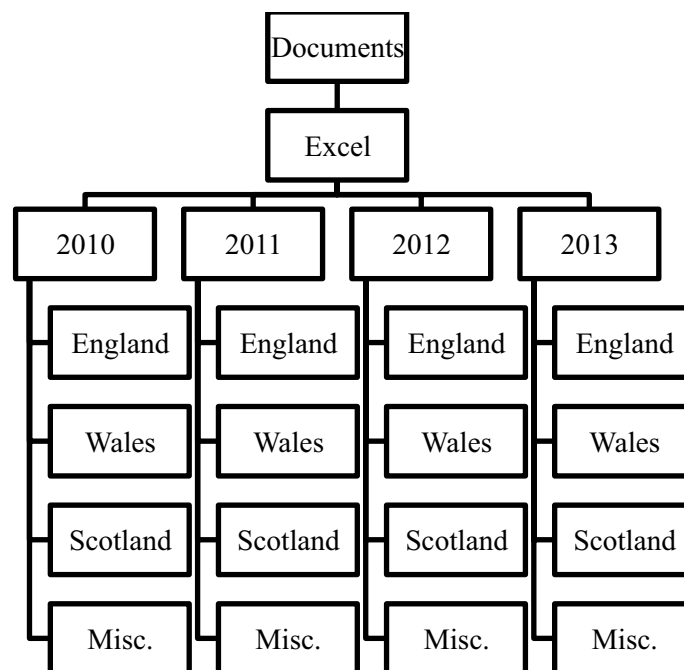 Documents
Excel
2010 2011 2012 2013
England England England England
Wales Wales Wales Wales
Scotland Scotland Scotland Scotland
Misc. Misc. Misc. Misc.